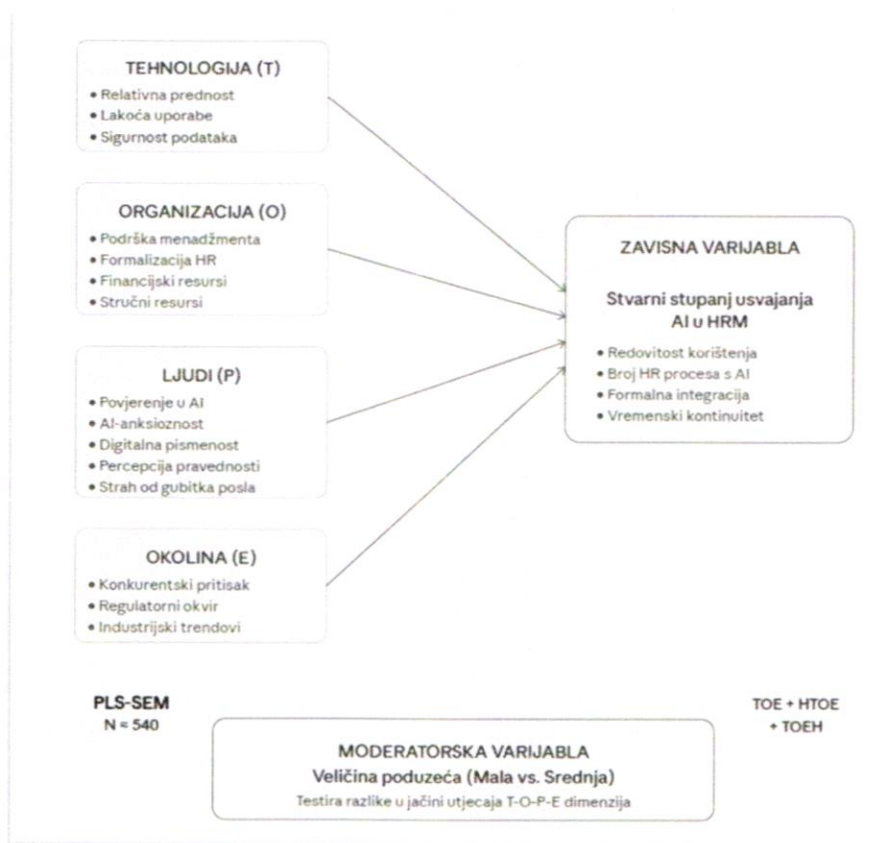 TEHNOLOGIJA (T)
• Relativna prednost
• Lakoća uporabe
• Sigurnost podataka
ORGANIZACIJA (O)
• Podrška menadžmenta
• Formalizacija HR
• Financijski resursi
• Stručni resursi
LJUDI (P)
• Povjerenje u AI
• AI-anksioznost
• Digitalna pismenost
• Percepcija pravednosti
• Strah od gubitka posla
OKOLINA (E)
• Konkurentski pritisak
• Regulatorni okvir
• Industrijski trendovi
ZAVISNA VARIJABLA
Stvarni stupanj usvajanja
AI u HRM
• Redovitost korištenja
• Broj HR procesa s AI
• Formalna integracija
• Vremenski kontinuitet
PLS-SEM
N ≈ 540
TOE + HTOE
+ TOEH
MODERATORSKA VARIJABLA
Veličina poduzeća (Mala vs. Srednja)
Testira razlike u jačini utjecaja T-O-P-E dimenzija